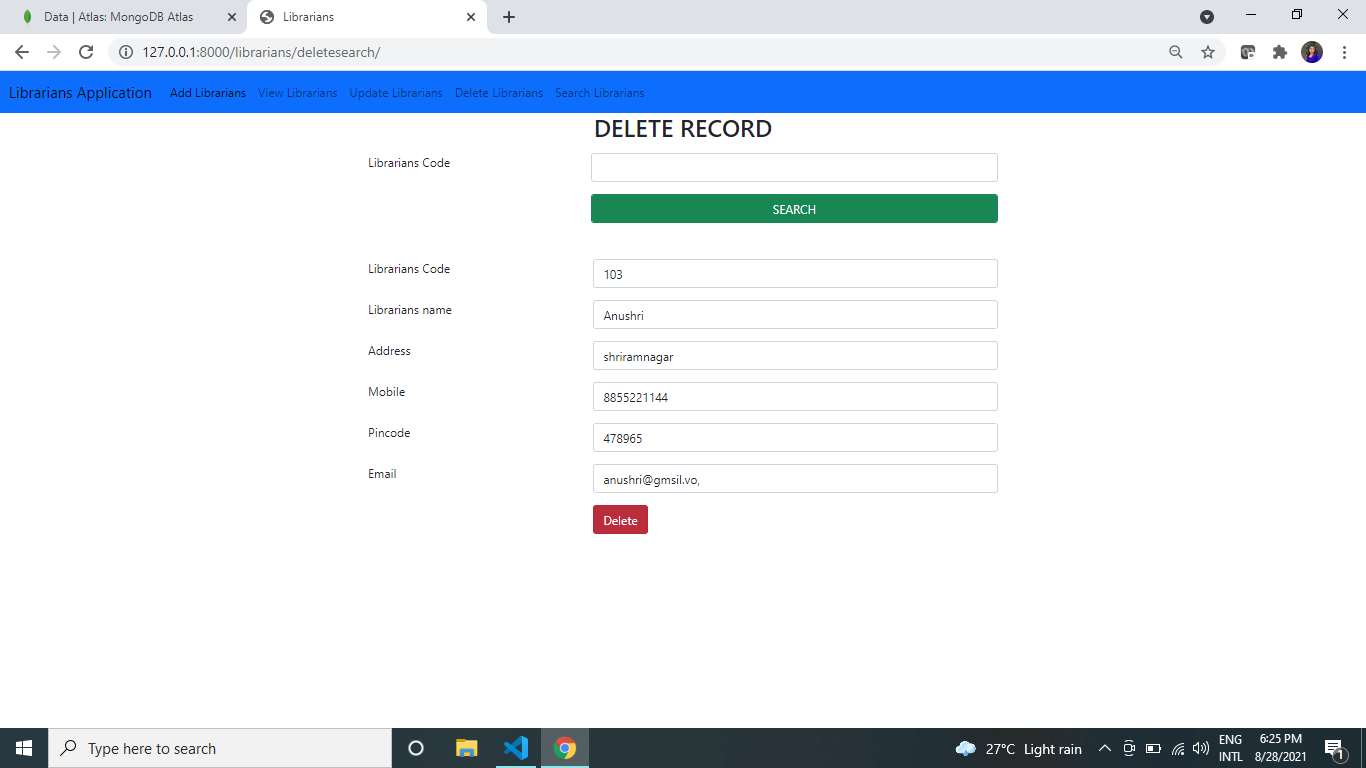 Data | Atlas: MongoDB Atlas
Librarians
127.0.0.1:8000/librarians/deletesearch/
Librarians Application Add Librarians View Librarians Update Librarians Delete Librarians Search Librarians
DELETE RECORD
Librarians Code
SEARCH
Librarians Code 103
Librarians name Anushri
Address shriramnagar
Mobile 8855221144
Pincode 478965
Email anushri@gmsil.vo,
Delete
Type here to search
27°C Light rain
ENG
INTL
6:25 PM
8/28/2021
1